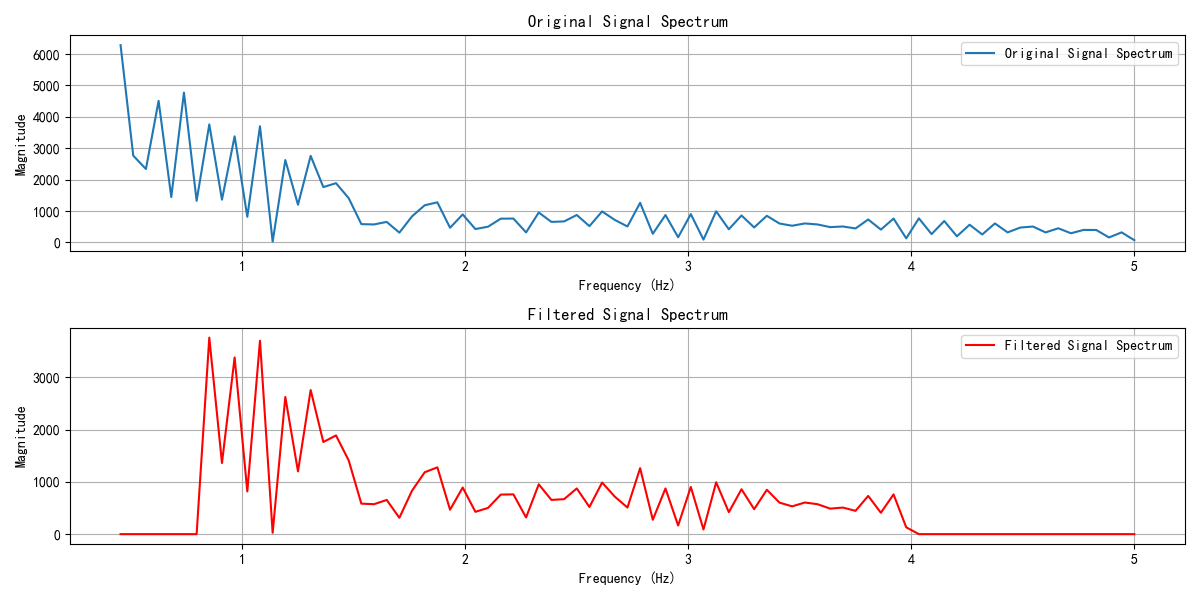 Original Signal Spectrum
6000
5000
4000
3000
2000
1000
0
Magnitude
Original Signal Spectrum
1 2 3 4 5
Frequency (Hz)
Filtered Signal Spectrum
3000
2000
1000
0
Magnitude
Filtered Signal Spectrum
1 2 3 4 5
Frequency (Hz)